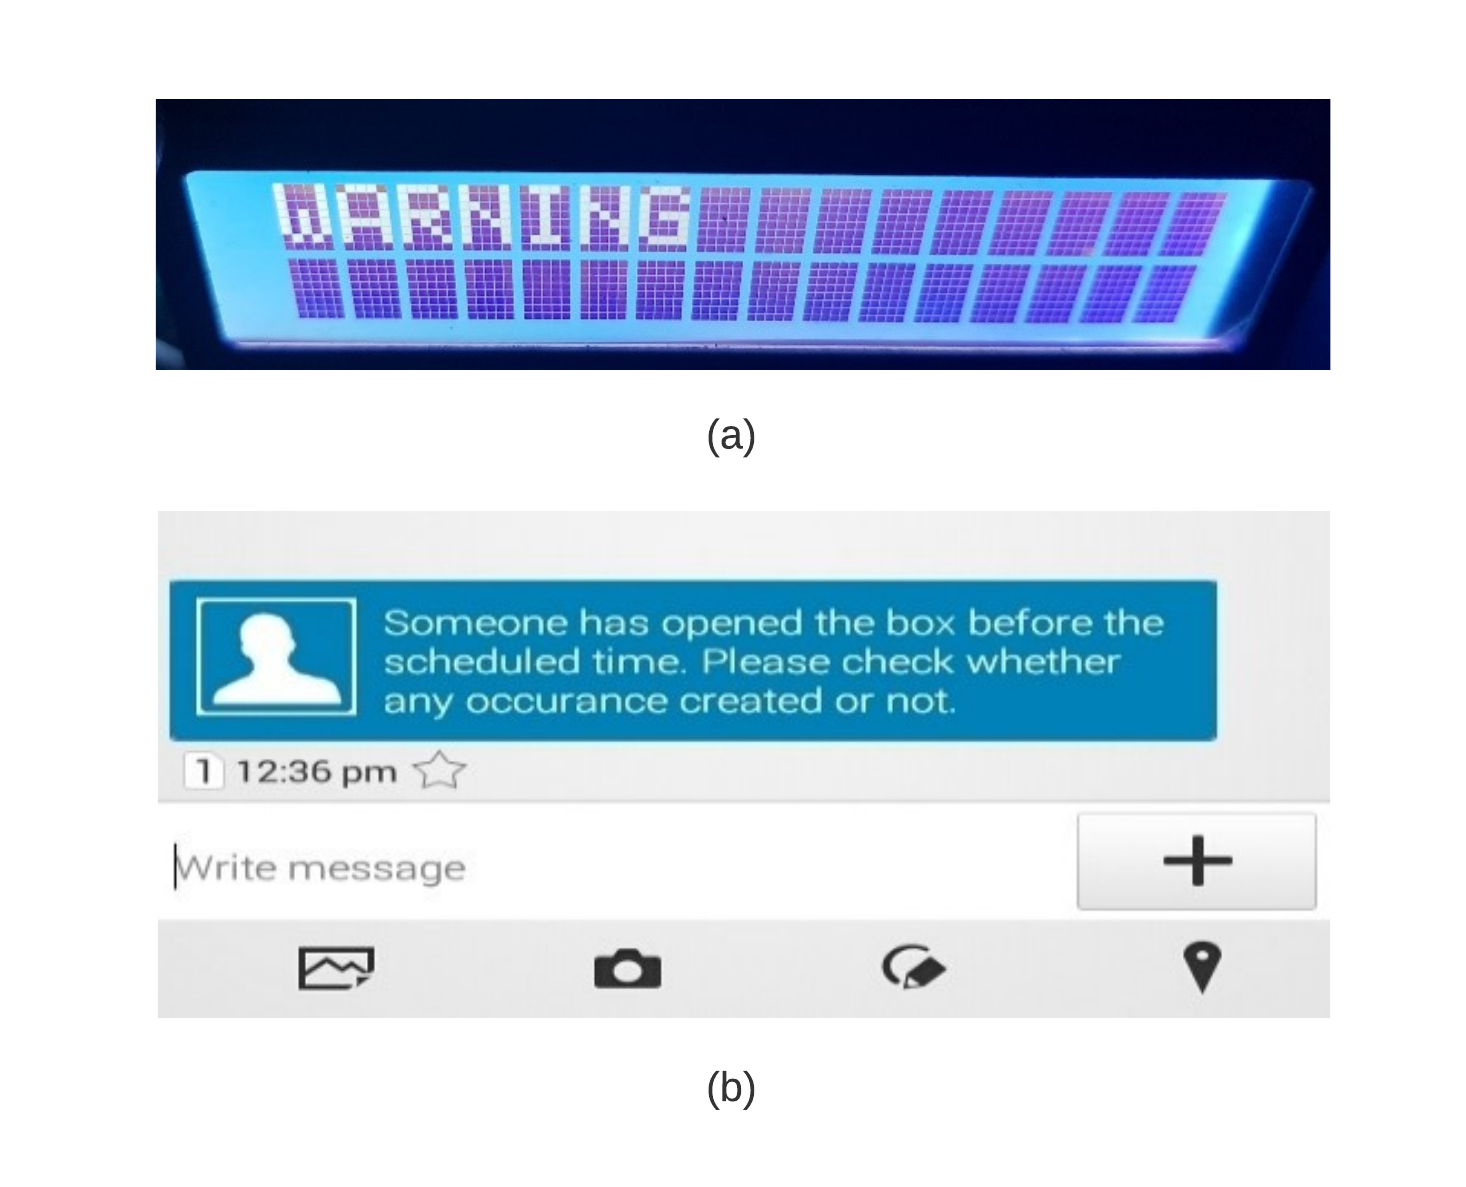 WARNING
(a)
Someone has opened the box before the
scheduled time. Please check whether
any occurance created or not.
1 12:36 pm
Write message
(b)